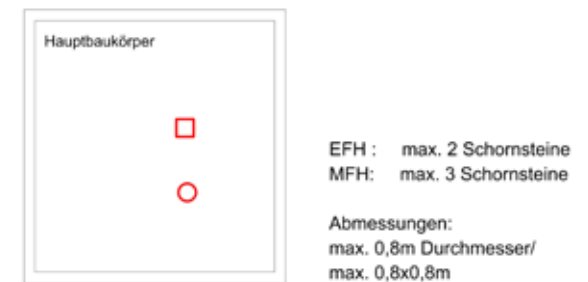 Hauptbaukörper
EFH : max. 2 Schornsteine
MFH: max. 3 Schornsteine
Abmessungen:
max. 0,8m Durchmesser/
max. 0,8x0,8m